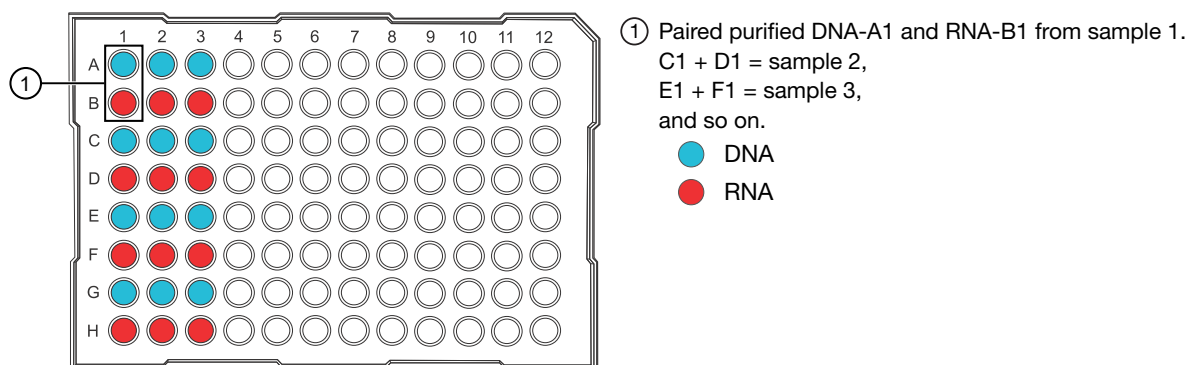 1 2 3 4 5 6 7 8 9 10 11 12
A
B
C
D
E
F
G
H
1
1 Paired purified DNA-A1 and RNA-B1 from sample 1.
C1 + D1 = sample 2,
E1 + F1 = sample 3,
and so on.
DNA
RNA